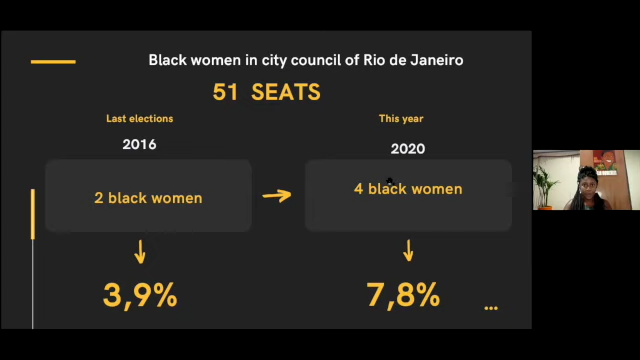 Black women in city council of Rio de Janeiro
51 SEATS
Last elections
2016
2 black women
3,9%
This year
2020
4 black women
7,8%
...